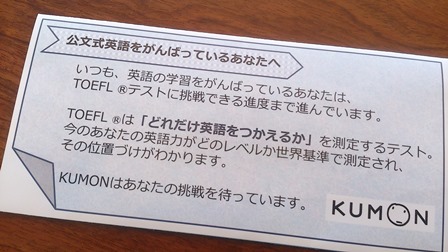 公文式英語をがんばっているあなたへ
いつも、英語の学習をがんばっているあなたは、
TOEFL ®テストに挑戦できる進度まで進んでいます。
TOEFL ®は「どれだけ英語をつかえるか」を測定するテスト。
今のあなたの英語力がどのレベルか世界基準で測定され、
その位置づけがわかります。
KUMONはあなたの挑戦を待っています。
KUMON